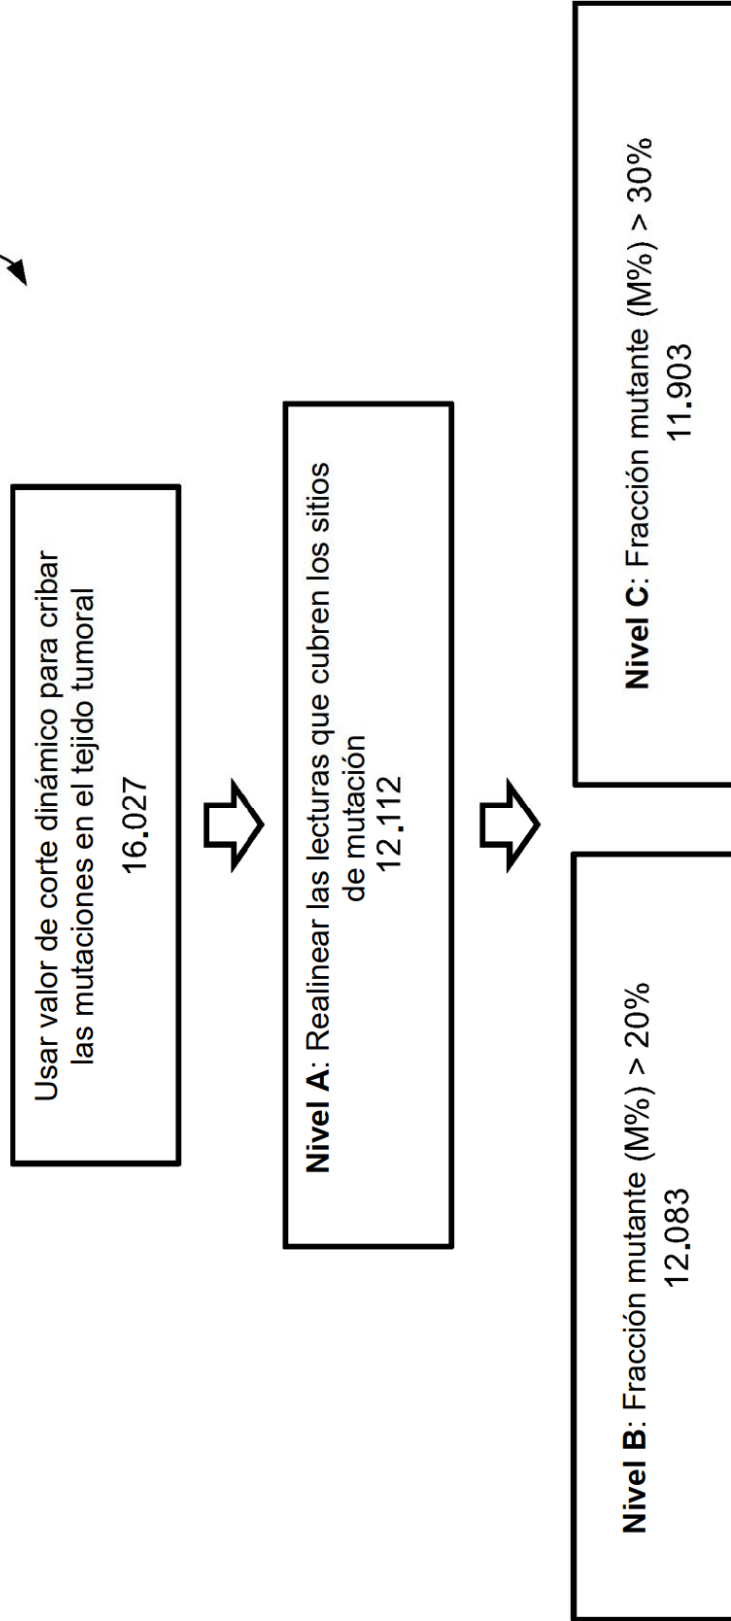 Usar valor de corte dinámico para cribar
las mutaciones en el tejido tumoral
16.027
Nivel A: Realinear las lecturas que cubren los sitios
de mutación
12.112
Nivel B: Fracción mutante (M%) > 20%
12.083
Nivel C: Fracción mutante (M%) > 30%
11.903